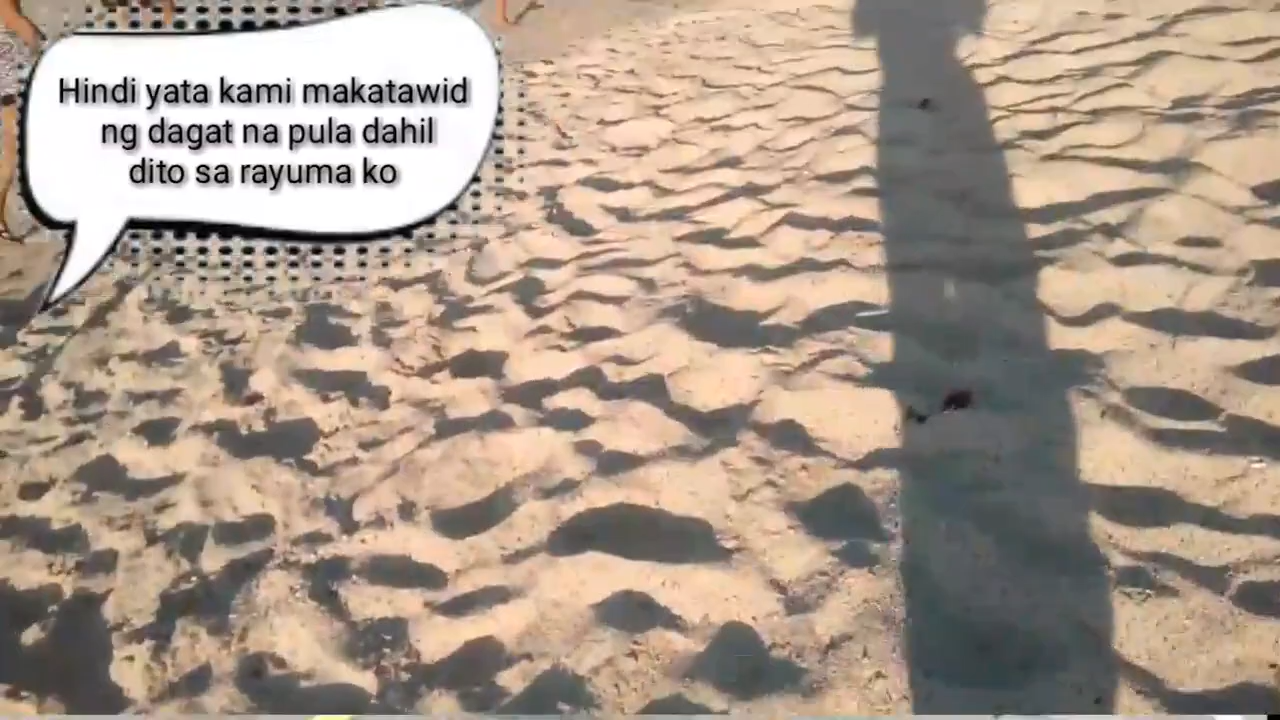 Hindi yata kami makatawid
ng dagat na pula dahil
dito sa rayuma ko